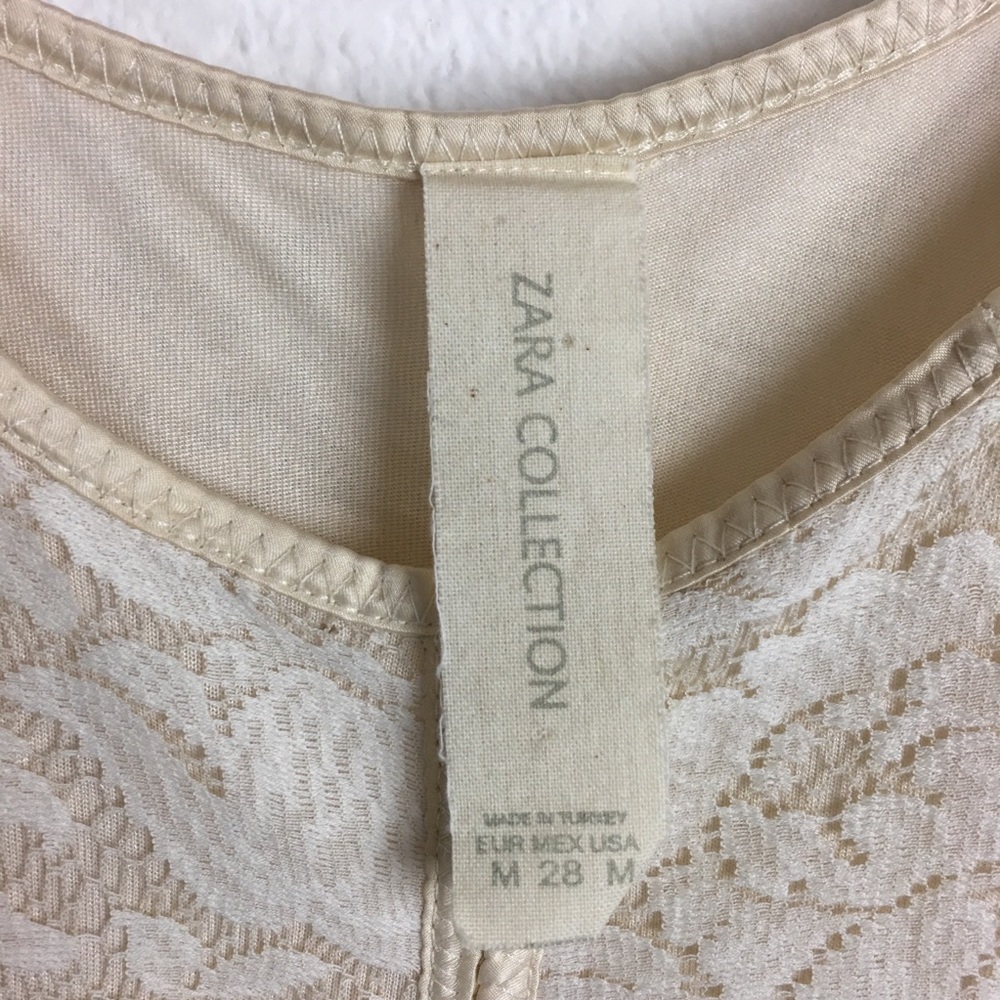 ZARA COLLECTION
MADE IN TURKEY
EUR MEX USA
M 28 M